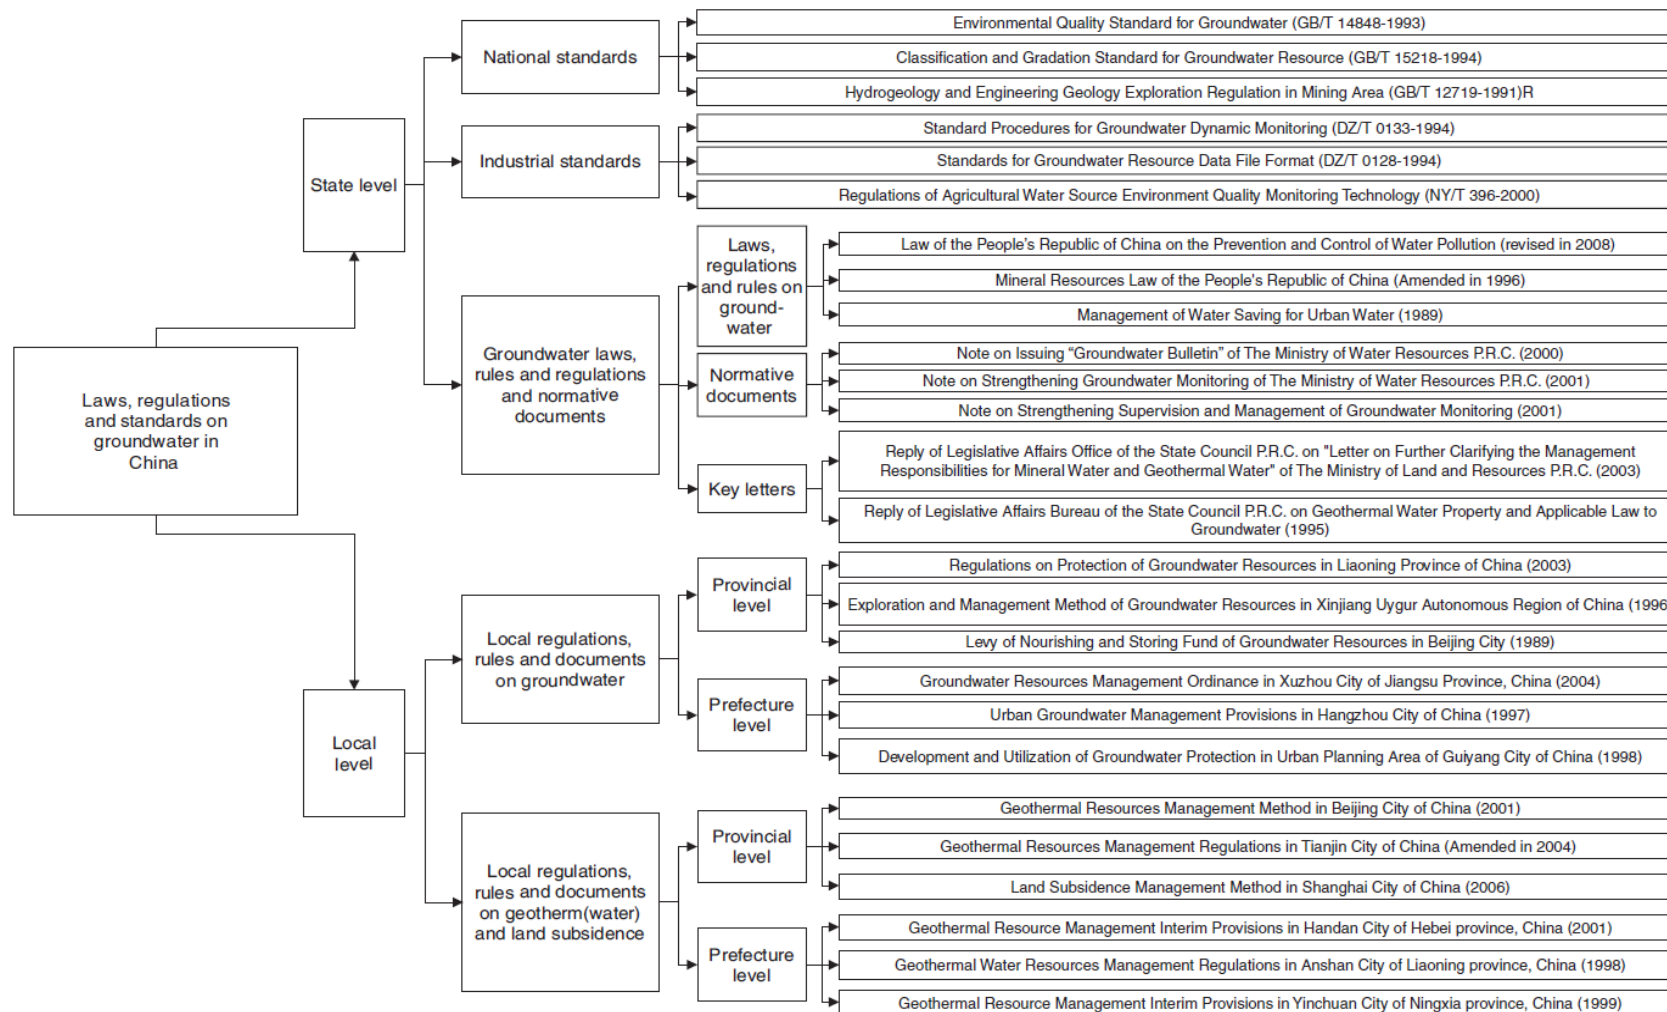 Laws, regulations
and standards on
groundwater in
China
State level
National standards
Environmental Quality Standard for Groundwater (GB/T 14848-1993)
Classification and Gradation Standard for Groundwater Resource (GB/T 15218-1994)
Hydrogeology and Engineering Geology Exploration Regulation in Mining Area (GB/T 12719-1991)R
Industrial standards
Standard Procedures for Groundwater Dynamic Monitoring (DZ/T 0133-1994)
Standards for Groundwater Resource Data File Format (DZ/T 0128-1994)
Regulations of Agricultural Water Source Environment Quality Monitoring Technology (NY/T 396-2000)
Groundwater laws,
rules and regulations
and normative
documents
Laws,
regulations
and rules on
ground-
water
Law of the People's Republic of China on the Prevention and Control of Water Pollution (revised in 2008)
Mineral Resources Law of the People's Republic of China (Amended in 1996)
Management of Water Saving for Urban Water (1989)
Normative
documents
Note on Issuing “Groundwater Bulletin” of The Ministry of Water Resources P.R.C. (2000)
Note on Strengthening Groundwater Monitoring of The Ministry of Water Resources P.R.C. (2001)
Note on Strengthening Supervision and Management of Groundwater Monitoring (2001)
Key letters
Reply of Legislative Affairs Office of the State Council P.R.C. on "Letter on Further Clarifying the Management
Responsibilities for Mineral Water and Geothermal Water" of The Ministry of Land and Resources P.R.C. (2003)
Reply of Legislative Affairs Bureau of the State Council P.R.C. on Geothermal Water Property and Applicable Law to
Groundwater (1995)
Local
level
Local regulations,
rules and documents
on groundwater
Provincial
level
Regulations on Protection of Groundwater Resources in Liaoning Province of China (2003)
Exploration and Management Method of Groundwater Resources in Xinjiang Uygur Autonomous Region of China (1996
Levy of Nourishing and Storing Fund of Groundwater Resources in Beijing City (1989)
Prefecture
level
Groundwater Resources Management Ordinance in Xuzhou City of Jiangsu Province, China (2004)
Urban Groundwater Management Provisions in Hangzhou City of China (1997)
Development and Utilization of Groundwater Protection in Urban Planning Area of Guiyang City of China (1998)
Local regulations,
rules and documents
on geotherm(water)
and land subsidence
Provincial
level
Geothermal Resources Management Method in Beijing City of China (2001)
Geothermal Resources Management Regulations in Tianjin City of China (Amended in 2004)
Land Subsidence Management Method in Shanghai City of China (2006)
Prefecture
level
Geothermal Resource Management Interim Provisions in Handan City of Hebei province, China (2001)
Geothermal Water Resources Management Regulations in Anshan City of Liaoning province, China (1998)
Geothermal Resource Management Interim Provisions in Yinchuan City of Ningxia province, China (1999)